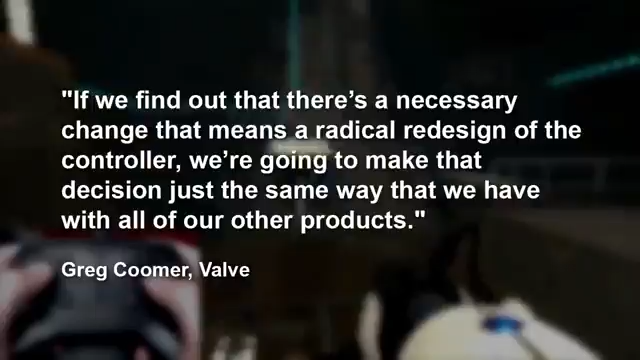 "If we find out that there’s a necessary
change that means a radical redesign of the
controller, we’re going to make that
decision just the same way that we have
with all of our other products."
Greg Coomer, Valve